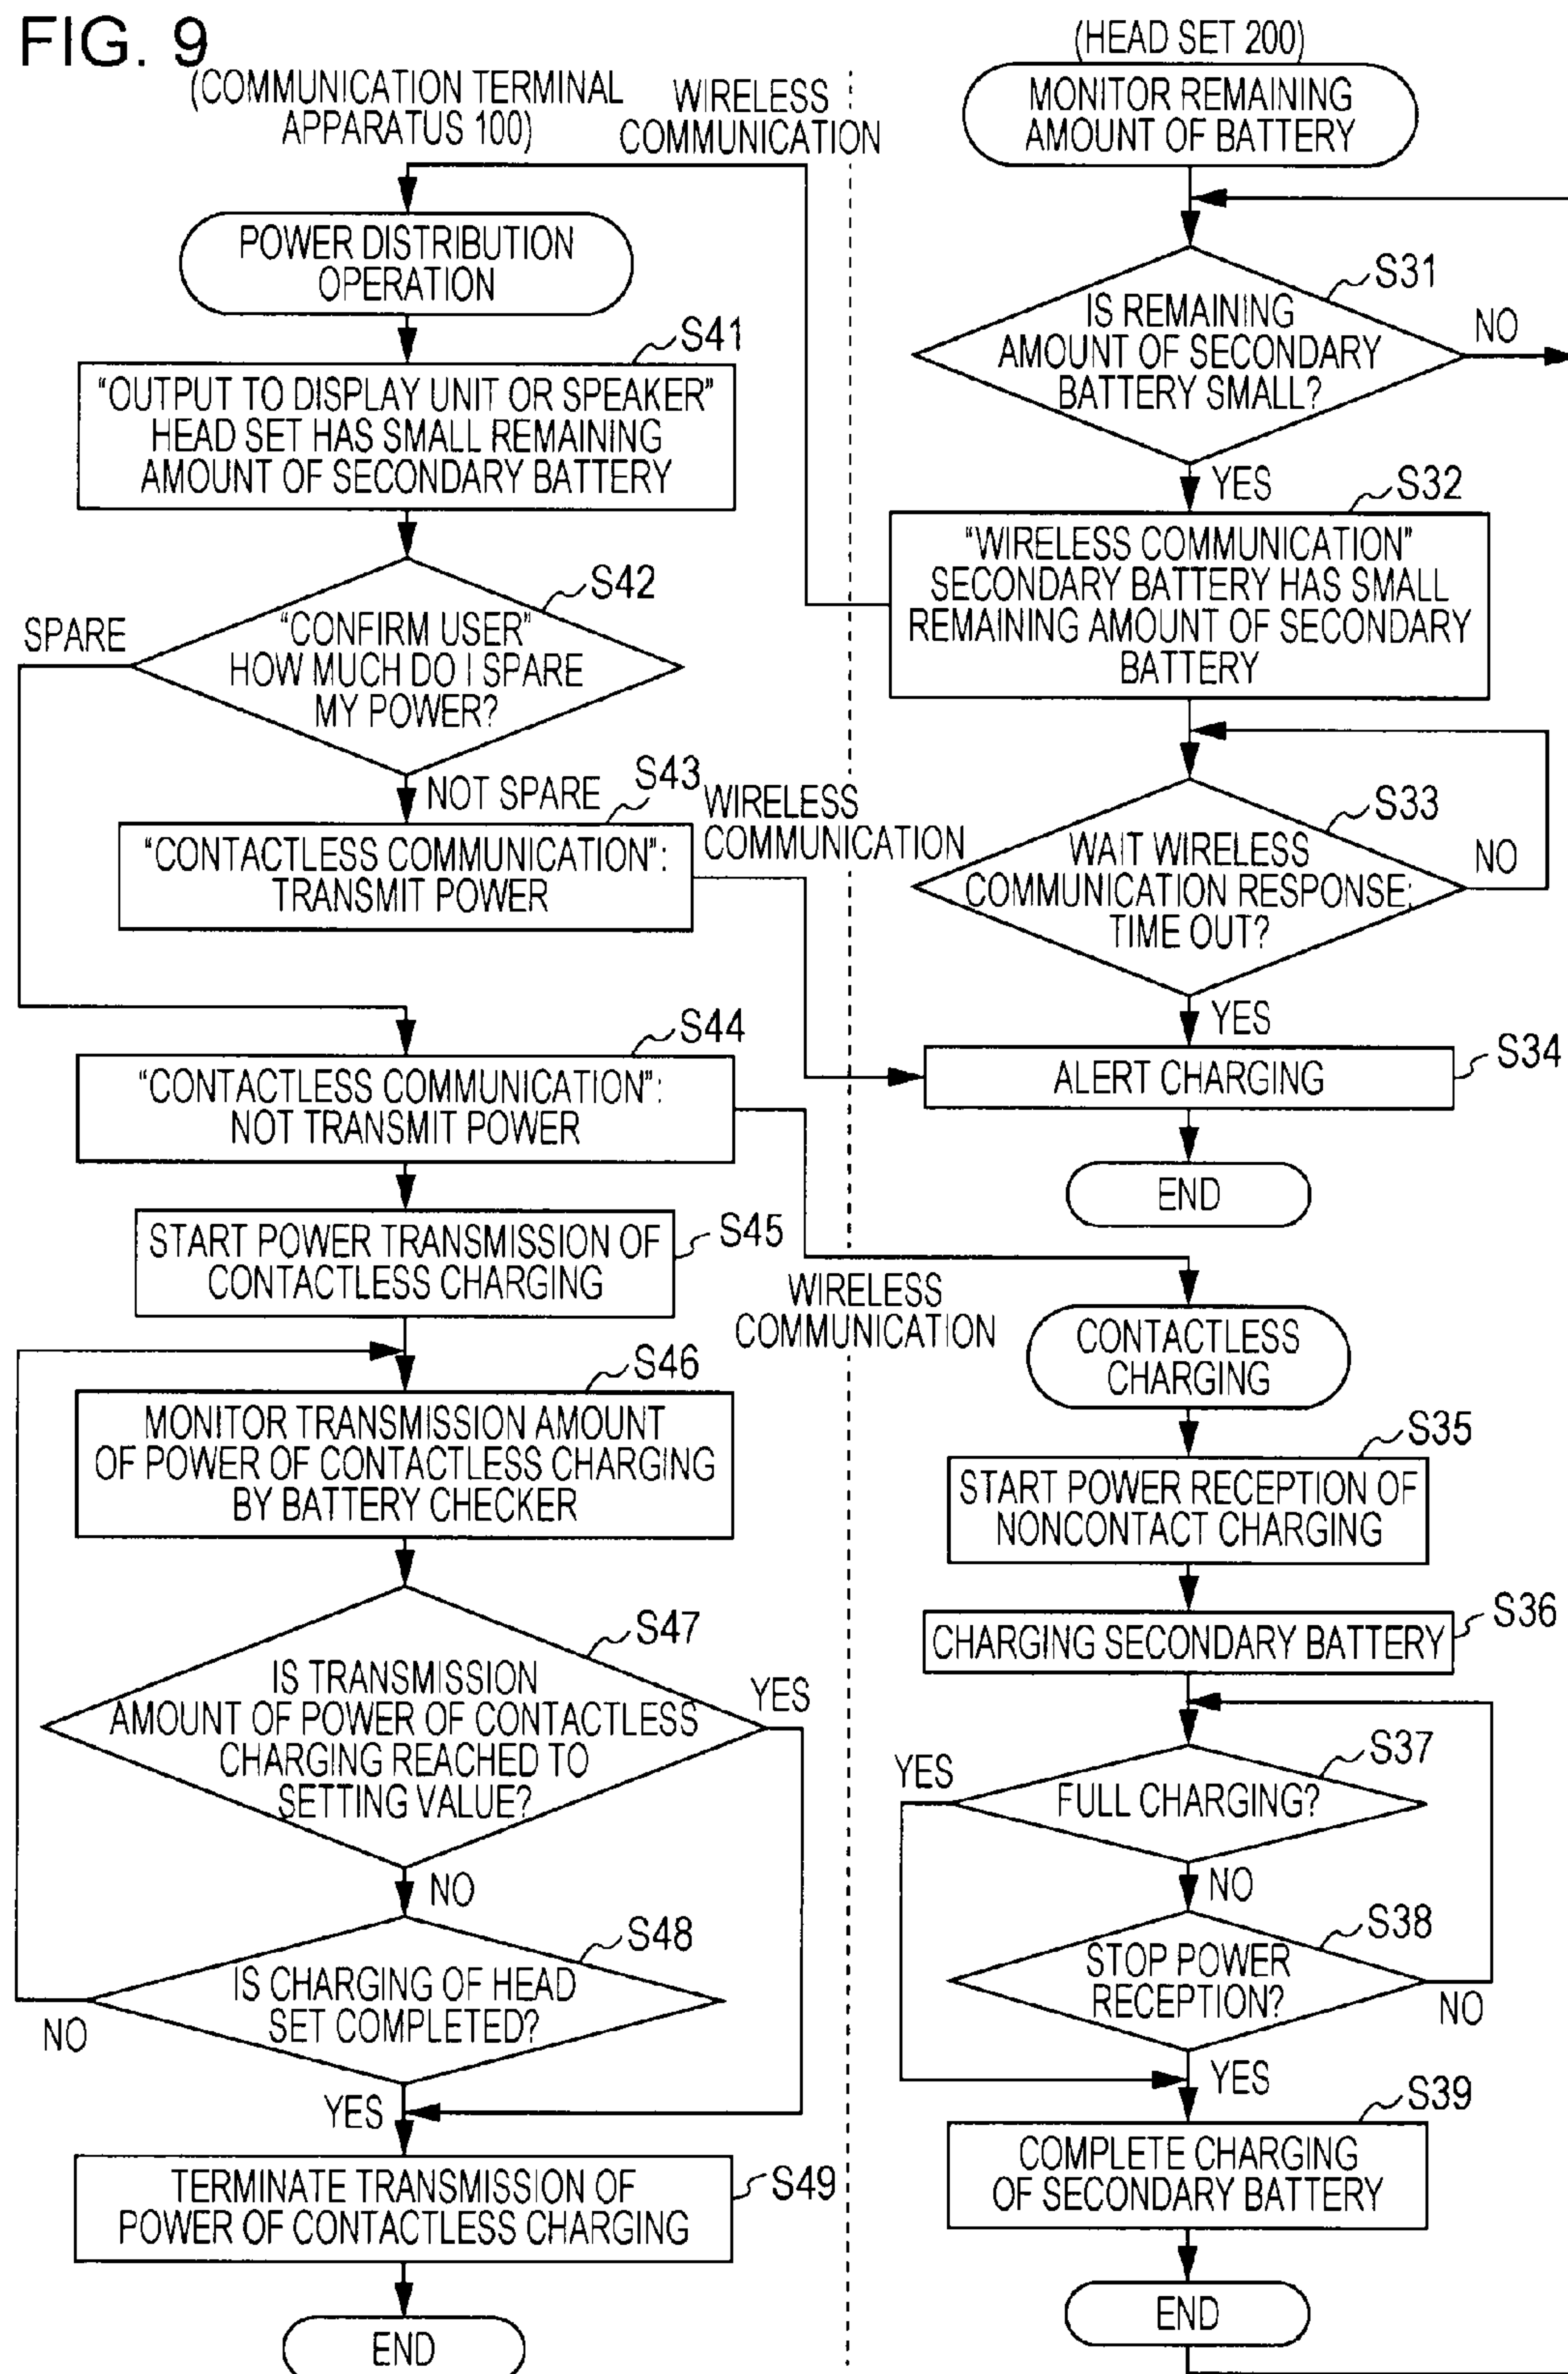 FIG. 9
(COMMUNICATION TERMINAL
APPARATUS 100)
WIRELESS
COMMUNICATION
POWER DISTRIBUTION
OPERATION
S41
“OUTPUT TO DISPLAY UNIT OR SPEAKER”
HEAD SET HAS SMALL REMAINING
AMOUNT OF SECONDARY BATTERY
S42
SPARE
“CONFIRM USER”
HOW MUCH DO I SPARE
MY POWER?
NOT SPARE
S43
WIRELESS
COMMUNICATION
“CONTACTLESS COMMUNICATION”:
TRANSMIT POWER
S44
“CONTACTLESS COMMUNICATION”:
NOT TRANSMIT POWER
START POWER TRANSMISSION OF
CONTACTLESS CHARGING
S45
WIRELESS
COMMUNICATION
S46
MONITOR TRANSMISSION AMOUNT
OF POWER OF CONTACTLESS CHARGING
BY BATTERY CHECKER
S47
IS TRANSMISSION
AMOUNT OF POWER OF CONTACTLESS
CHARGING REACHED TO
SETTING VALUE?
YES
NO
S48
IS CHARGING OF HEAD
SET COMPLETED?
NO
YES
TERMINATE TRANSMISSION OF
POWER OF CONTACTLESS CHARGING
S49
END
(HEAD SET 200)
MONITOR REMAINING
AMOUNT OF BATTERY
S31
IS REMAINING
AMOUNT OF SECONDARY
BATTERY SMALL?
NO
YES
S32
“WIRELESS COMMUNICATION”
SECONDARY BATTERY HAS SMALL
REMAINING AMOUNT OF SECONDARY
BATTERY
S33
WAIT WIRELESS
COMMUNICATION RESPONSE;
TIME OUT?
NO
YES
ALERT CHARGING
S34
END
CONTACTLESS
CHARGING
S35
START POWER RECEPTION OF
NONCONTACT CHARGING
S36
CHARGING SECONDARY BATTERY
S37
YES
FULL CHARGING?
NO
S38
STOP POWER
RECEPTION?
NO
YES
S39
COMPLETE CHARGING
OF SECONDARY BATTERY
END